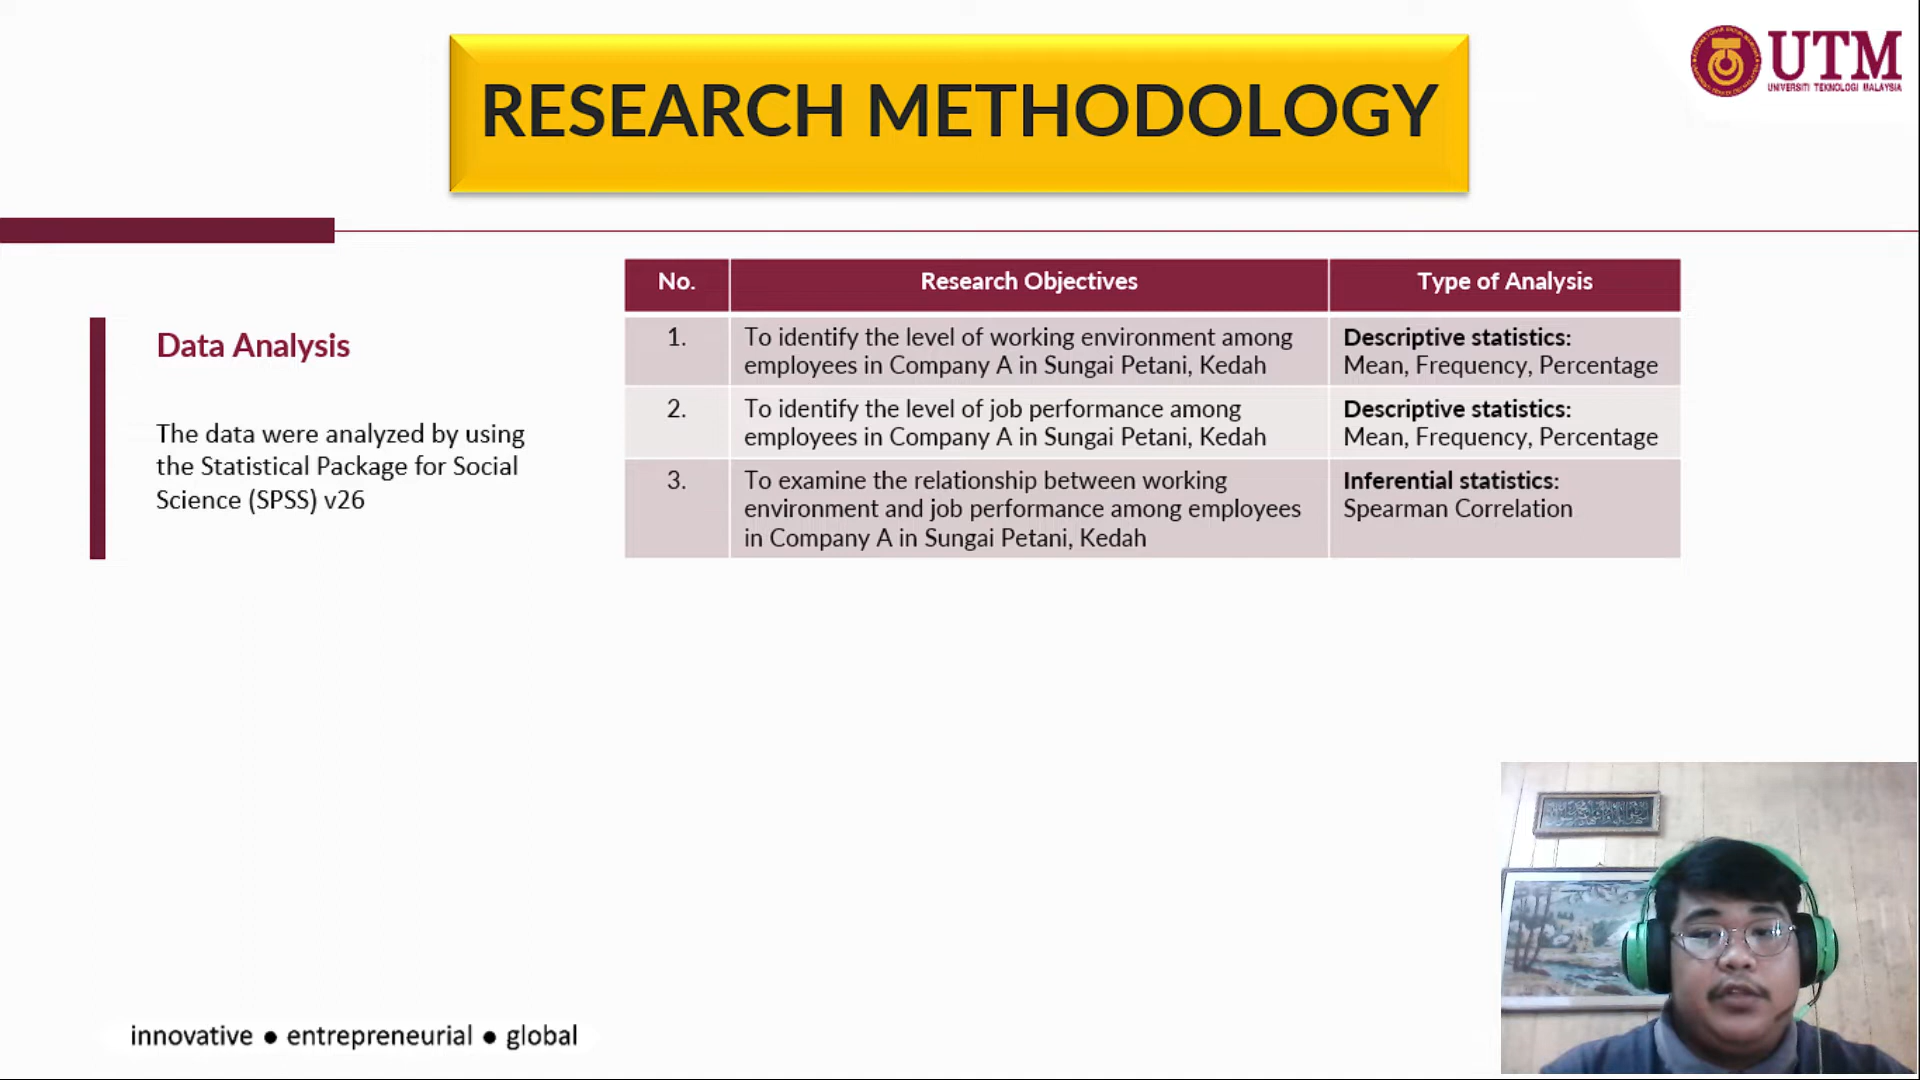 RESEARCH METHODOLOGY
UTM
UNIVERSITI TEKNOLOGI MALAYSIA
Data Analysis
The data were analyzed by using
the Statistical Package for Social
Science (SPSS) v26
No. Research Objectives Type of Analysis
1. To identify the level of working environment among
employees in Company A in Sungai Petani, Kedah
Descriptive statistics:
Mean, Frequency, Percentage
2. To identify the level of job performance among
employees in Company A in Sungai Petani, Kedah
Descriptive statistics:
Mean, Frequency, Percentage
3. To examine the relationship between working
environment and job performance among employees
in Company A in Sungai Petani, Kedah
Inferential statistics:
Spearman Correlation
innovative ● entrepreneurial ● global